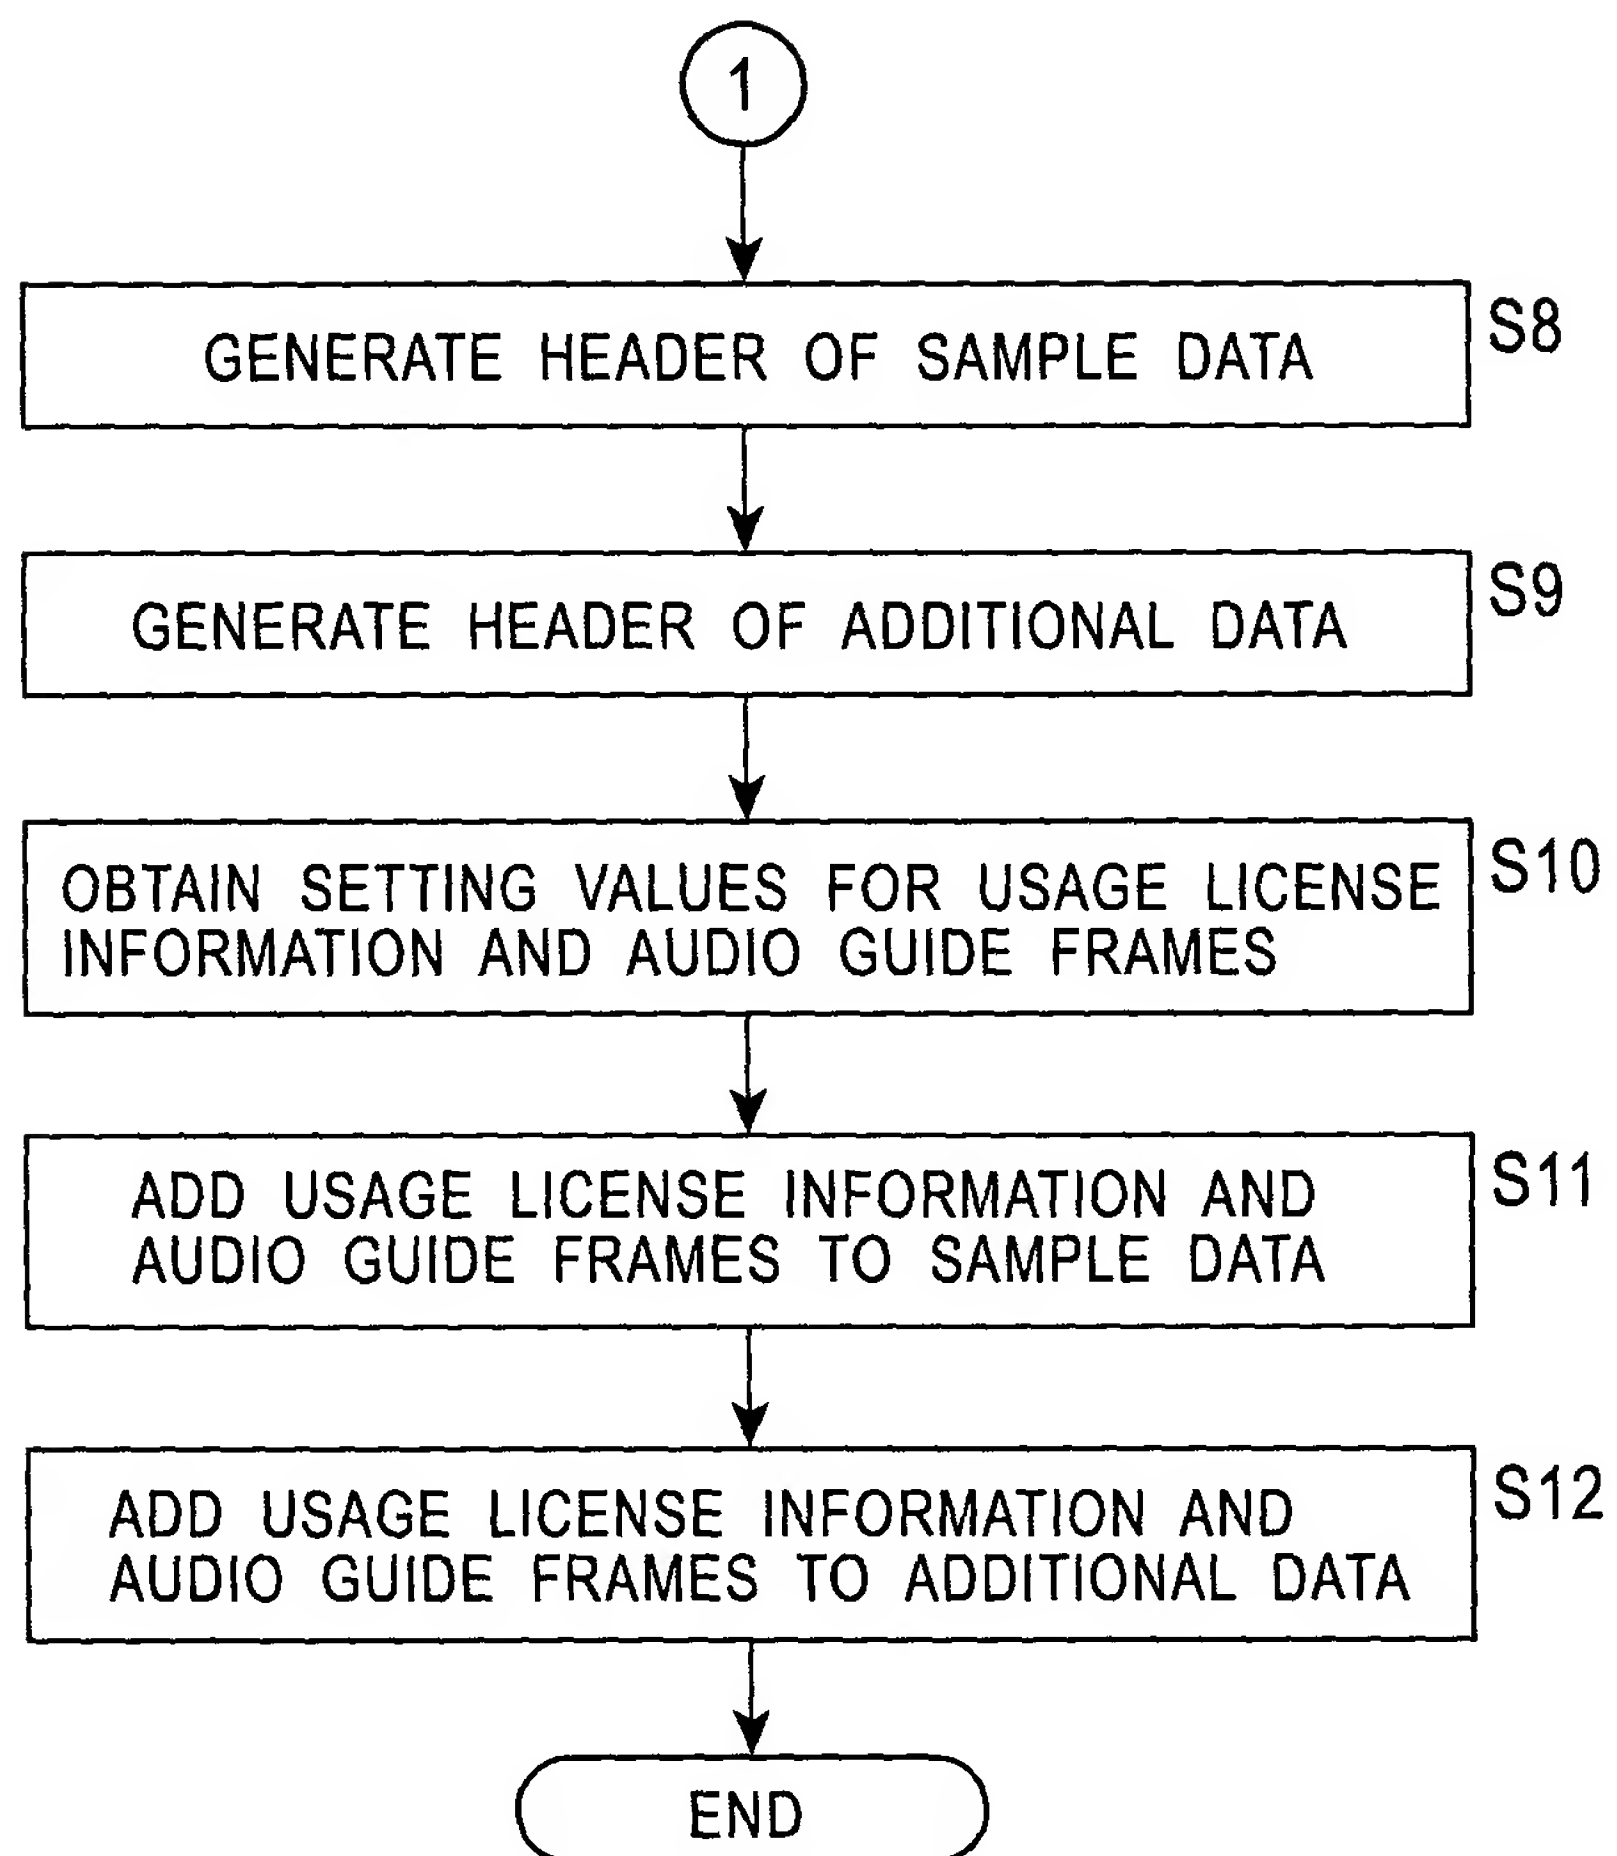 1
GENERATE HEADER OF SAMPLE DATA
S8
GENERATE HEADER OF ADDITIONAL DATA
S9
OBTAIN SETTING VALUES FOR USAGE LICENSE
INFORMATION AND AUDIO GUIDE FRAMES
S10
ADD USAGE LICENSE INFORMATION AND
AUDIO GUIDE FRAMES TO SAMPLE DATA
S11
ADD USAGE LICENSE INFORMATION AND
AUDIO GUIDE FRAMES TO ADDITIONAL DATA
S12
END